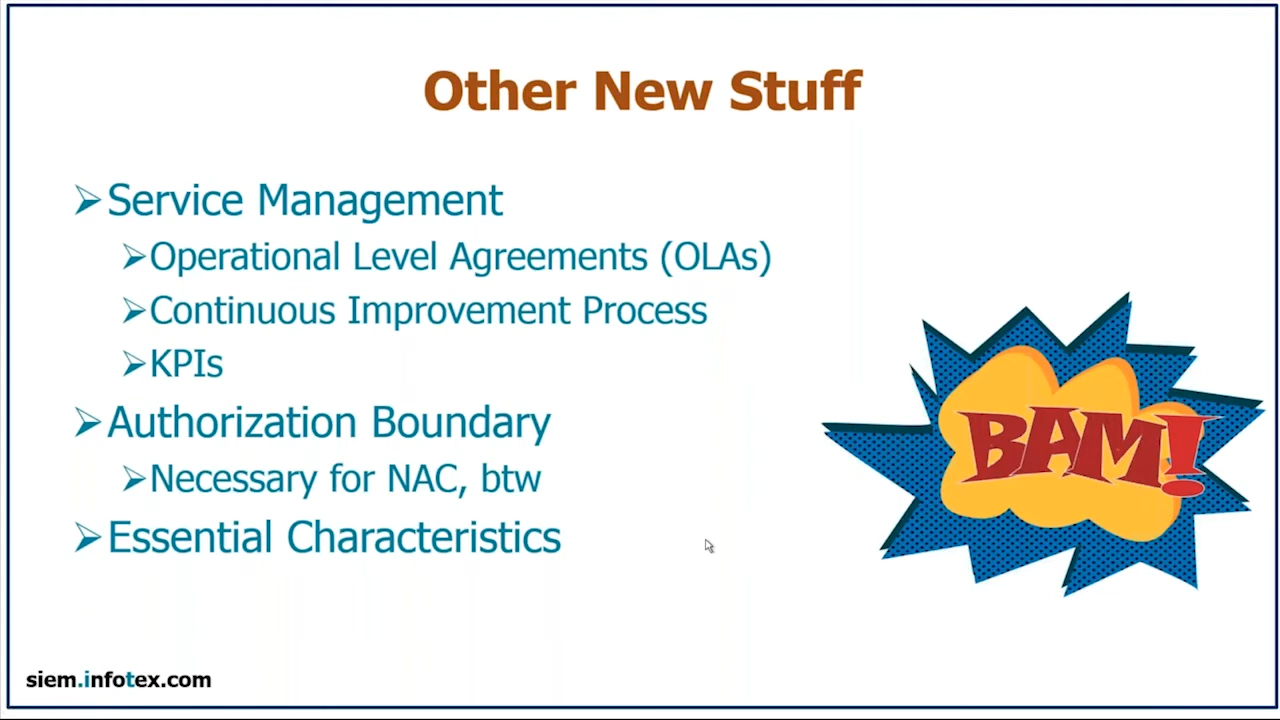 Other New Stuff
Service Management
Operational Level Agreements (OLAs)
Continuous Improvement Process
KPIs
Authorization Boundary
Necessary for NAC, btw
Essential Characteristics
BAM!
siem.infotex.com